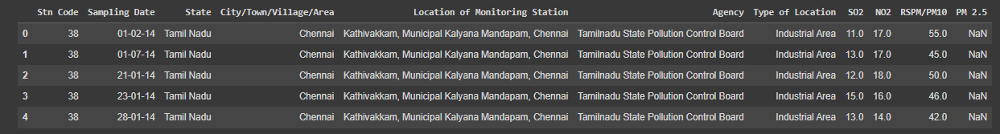 Stn Code Sampling Date State City/Town/Village/Area Location of Monitoring Station Agency Type of Location SO2 NO2 RSPM/PM10 PM 2.5
0 38 01-02-14 Tamil Nadu Chennai Kathivakkam, Municipal Kalyana Mandapam, Chennai Tamilnadu State Pollution Control Board Industrial Area 11.0 17.0 55.0 NaN
1 38 01-07-14 Tamil Nadu Chennai Kathivakkam, Municipal Kalyana Mandapam, Chennai Tamilnadu State Pollution Control Board Industrial Area 13.0 17.0 45.0 NaN
2 38 21-01-14 Tamil Nadu Chennai Kathivakkam, Municipal Kalyana Mandapam, Chennai Tamilnadu State Pollution Control Board Industrial Area 12.0 18.0 50.0 NaN
3 38 23-01-14 Tamil Nadu Chennai Kathivakkam, Municipal Kalyana Mandapam, Chennai Tamilnadu State Pollution Control Board Industrial Area 15.0 16.0 46.0 NaN
4 38 28-01-14 Tamil Nadu Chennai Kathivakkam, Municipal Kalyana Mandapam, Chennai Tamilnadu State Pollution Control Board Industrial Area 13.0 14.0 42.0 NaN